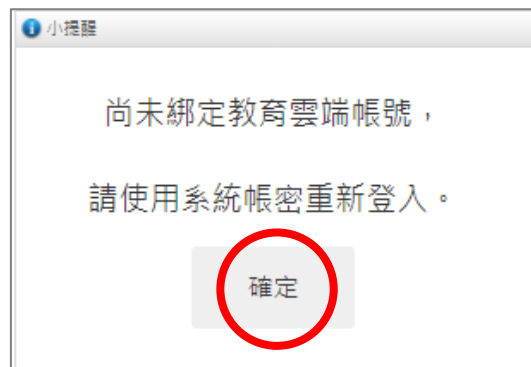 小提醒
尚未綁定教育雲端帳號，
請使用系統帳密重新登入。
確定